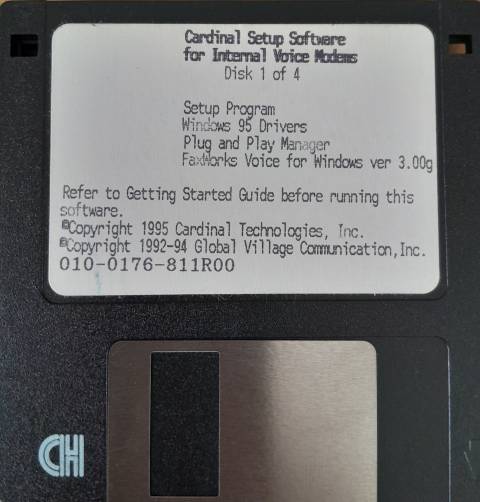 Cardinal Setup Software
for Internal Voice Modems
Disk 1 of 4
Setup Program
Windows 95 Drivers
Plug and Play Manager
FaxWorks Voice for Windows ver 3.00g
Refer to Getting Started Guide before running this
software.
©Copyright 1995 Cardinal Technologies, Inc.
©Copyright 1992-94 Global Village Communication,Inc.
010-0176-811R00
HD